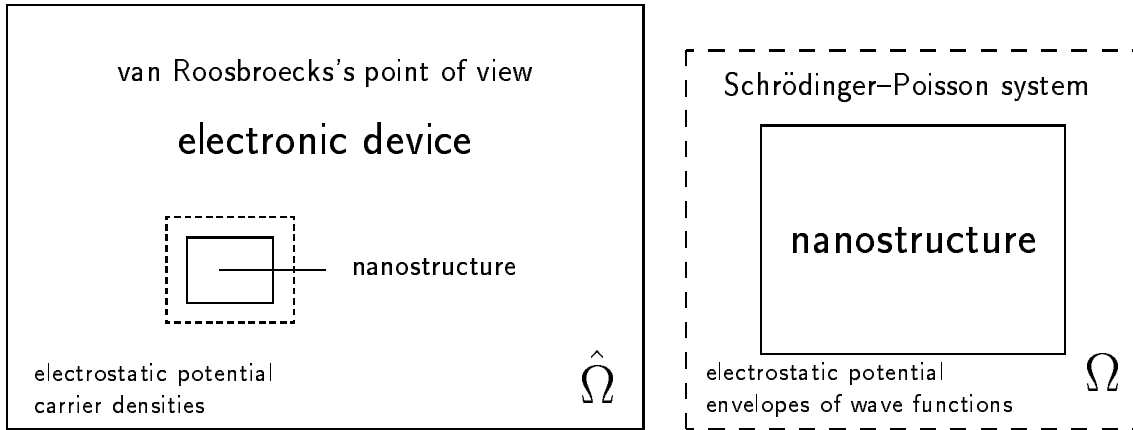 van Roosbroecks's point of view
electronic device
nanostructure
electrostatic potential
carrier densities
Ω̂
Schrödinger–Poisson system
nanostructure
electrostatic potential
envelopes of wave functions
Ω